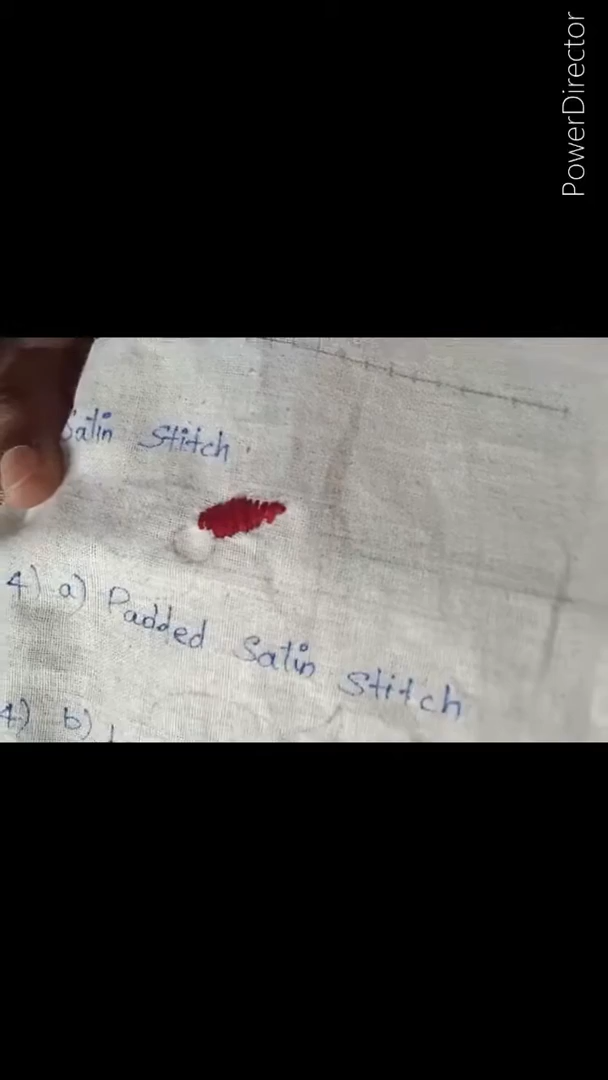 PowerDirector
Satin Stitch
4) a) Padded Satin Stitch
4) b)